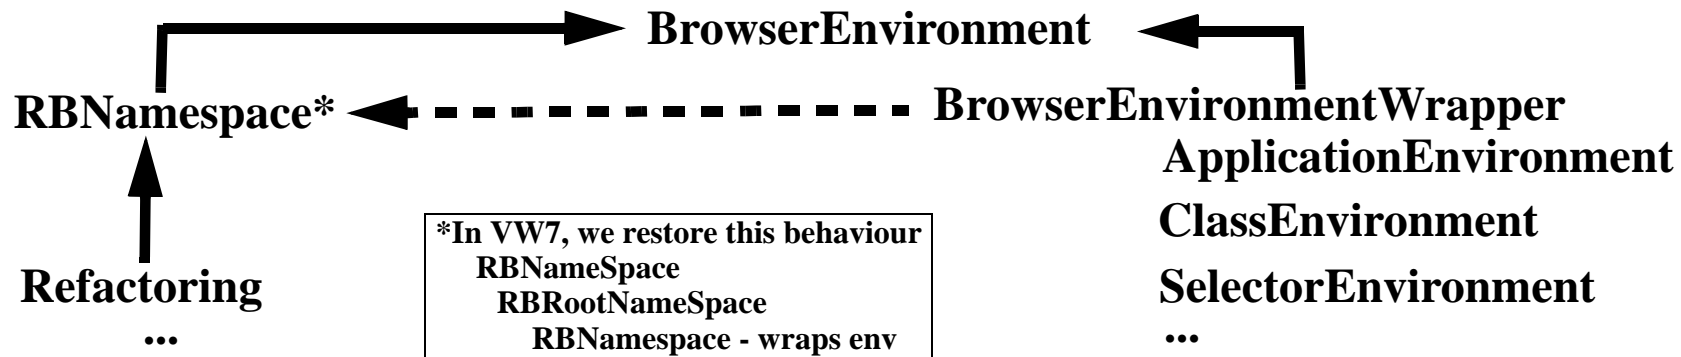 BrowserEnvironment
RBNamespace*
BrowserEnvironmentWrapper
ApplicationEnvironment
ClassEnvironment
SelectorEnvironment
...
Refactoring
...
*In VW7, we restore this behaviour
RBNameSpace
RBRootNameSpace
RBNamespace - wraps env